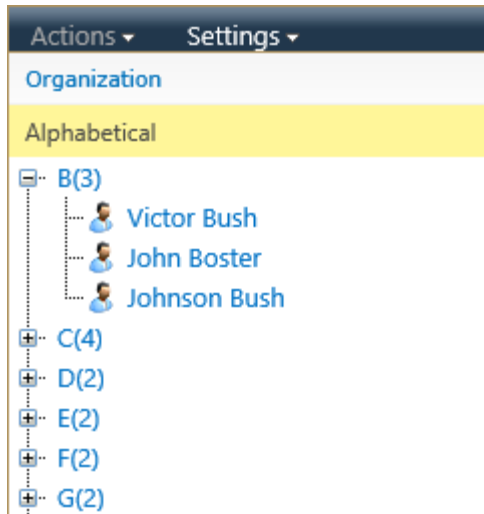 Actions Settings
Organization
Alphabetical
B(3)
Victor Bush
John Boster
Johnson Bush
C(4)
D(2)
E(2)
F(2)
G(2)